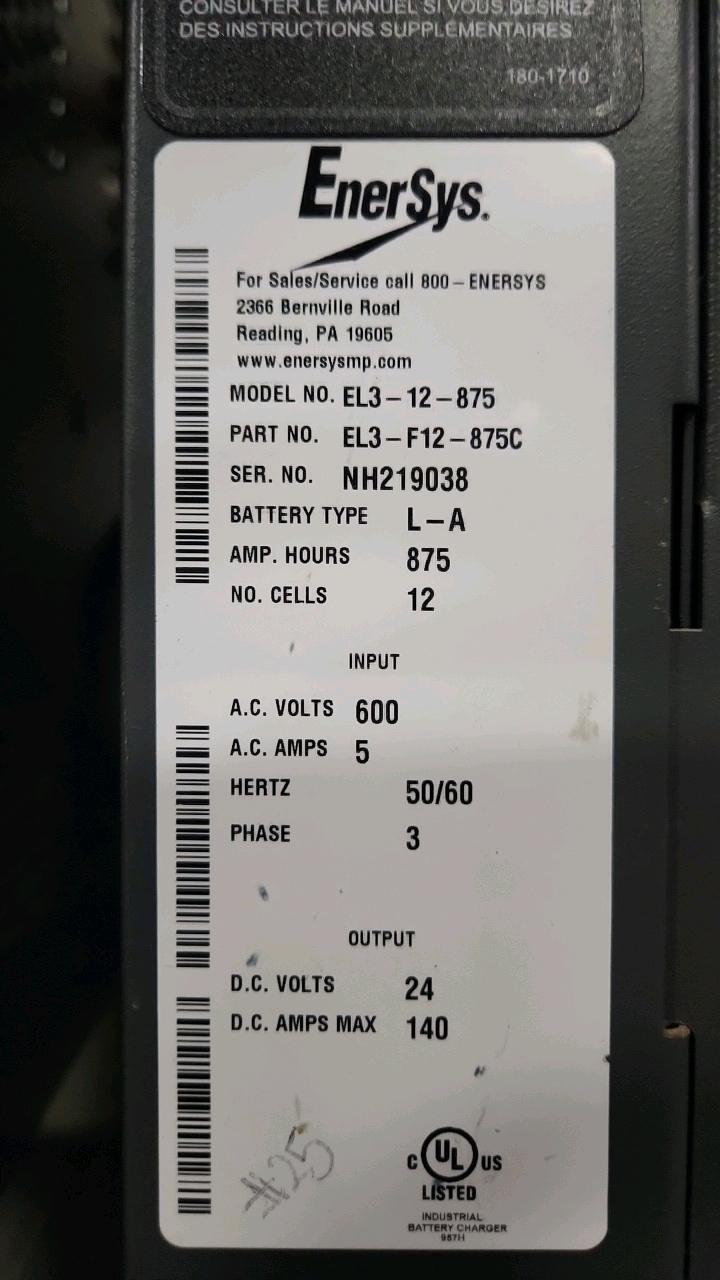 CONSULTER LE MANUEL SI VOUS DESIREZ
DES INSTRUCTIONS SUPPLÉMENTAIRES
180-1710
EnerSys.
For Sales/Service call 800-ENERSYS
2366 Bernville Road
Reading, PA 19605
www.enersysmp.com
MODEL NO. EL3-12-875
PART NO. EL3-F12-875C
SER. NO. NH219038
BATTERY TYPE L-A
AMP. HOURS 875
NO. CELLS 12
INPUT
A.C. VOLTS 600
A.C. AMPS 5
HERTZ 50/60
PHASE 3
OUTPUT
D.C. VOLTS 24
D.C. AMPS MAX 140
#25
C UL US
LISTED
INDUSTRIAL
BATTERY CHARGER
987H